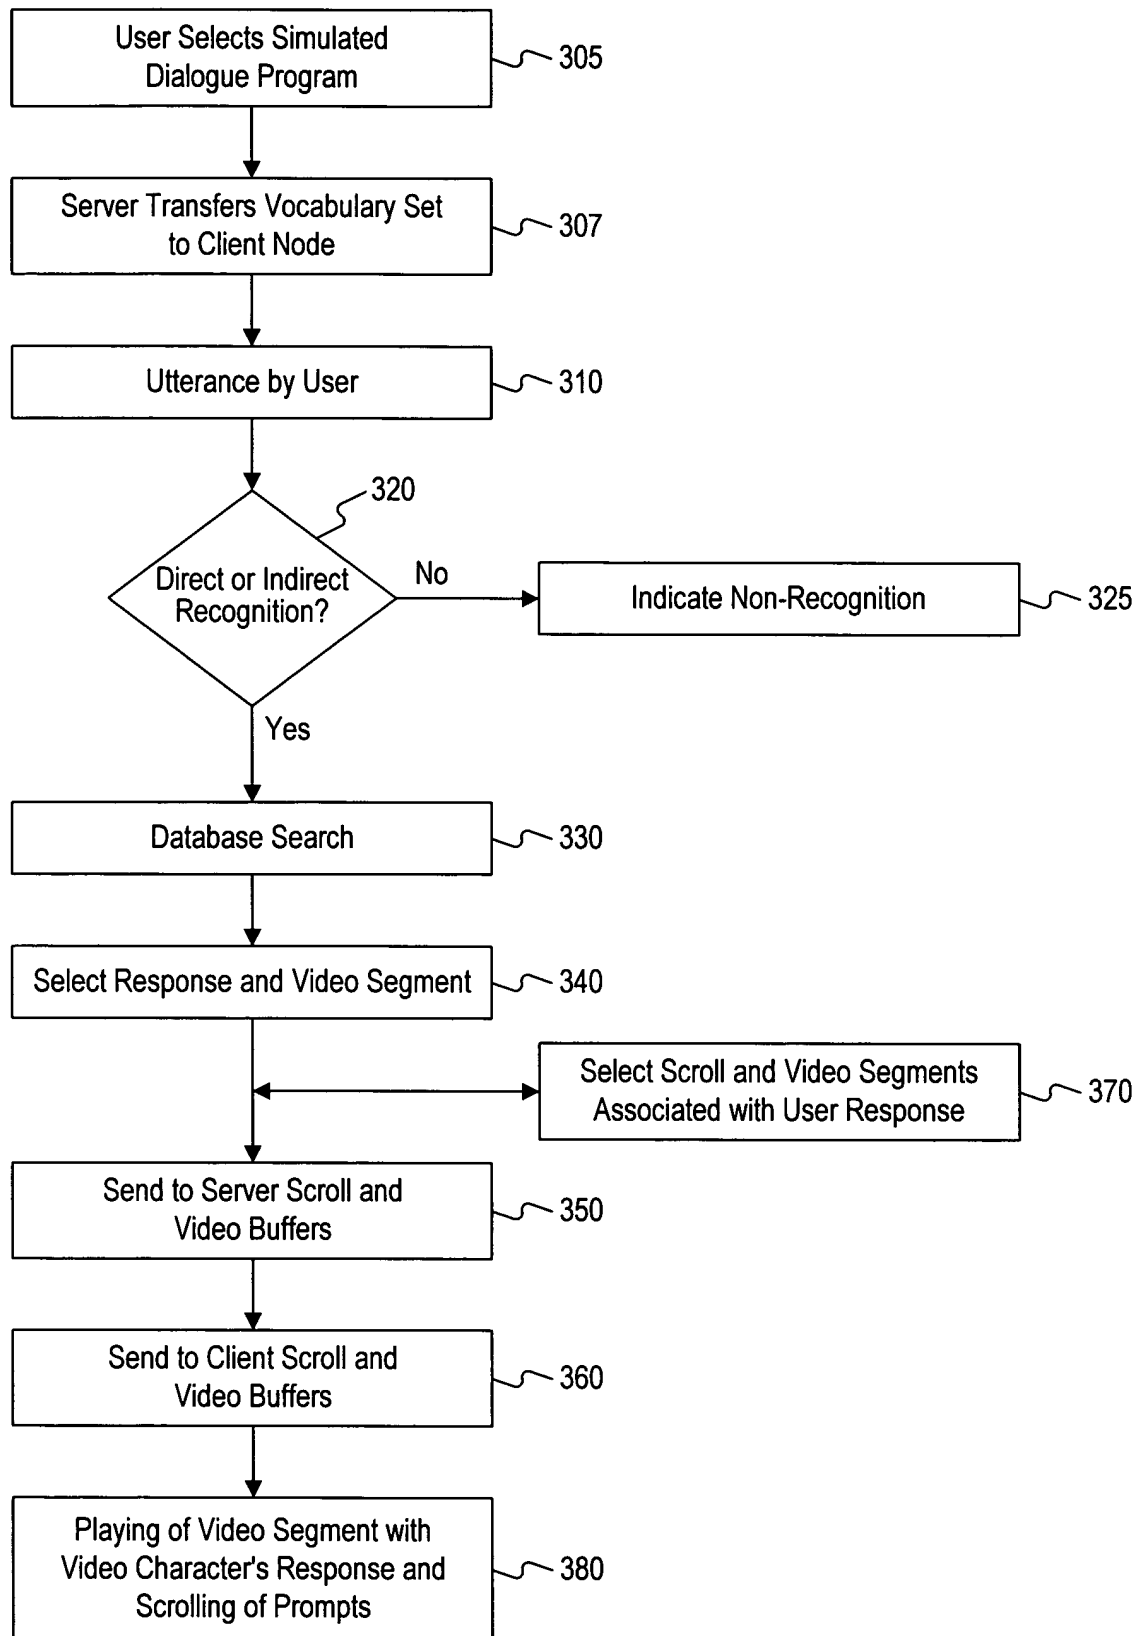 User Selects Simulated
Dialogue Program
305
Server Transfers Vocabulary Set
to Client Node
307
Utterance by User
310
320
Direct or Indirect
Recognition?
No
Indicate Non-Recognition
325
Yes
Database Search
330
Select Response and Video Segment
340
Select Scroll and Video Segments
Associated with User Response
370
Send to Server Scroll and
Video Buffers
350
Send to Client Scroll and
Video Buffers
360
Playing of Video Segment with
Video Character's Response and
Scrolling of Prompts
380